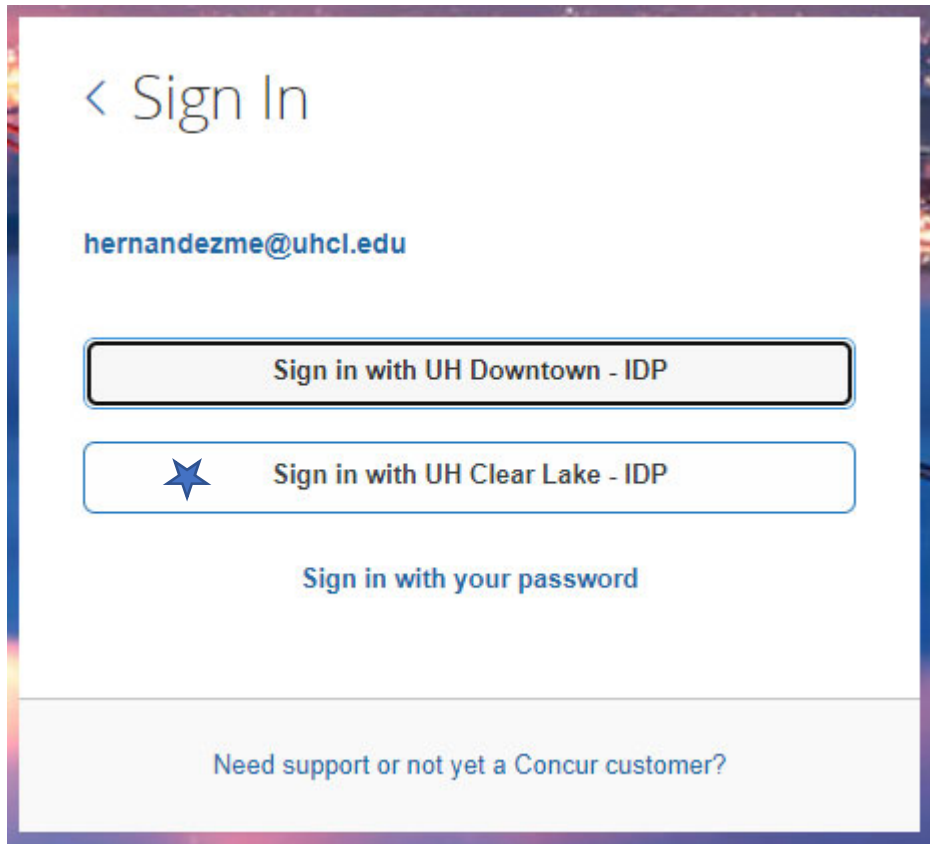 Sign In
hernandezme@uhcl.edu
Sign in with UH Downtown - IDP
Sign in with UH Clear Lake - IDP
Sign in with your password
Need support or not yet a Concur customer?